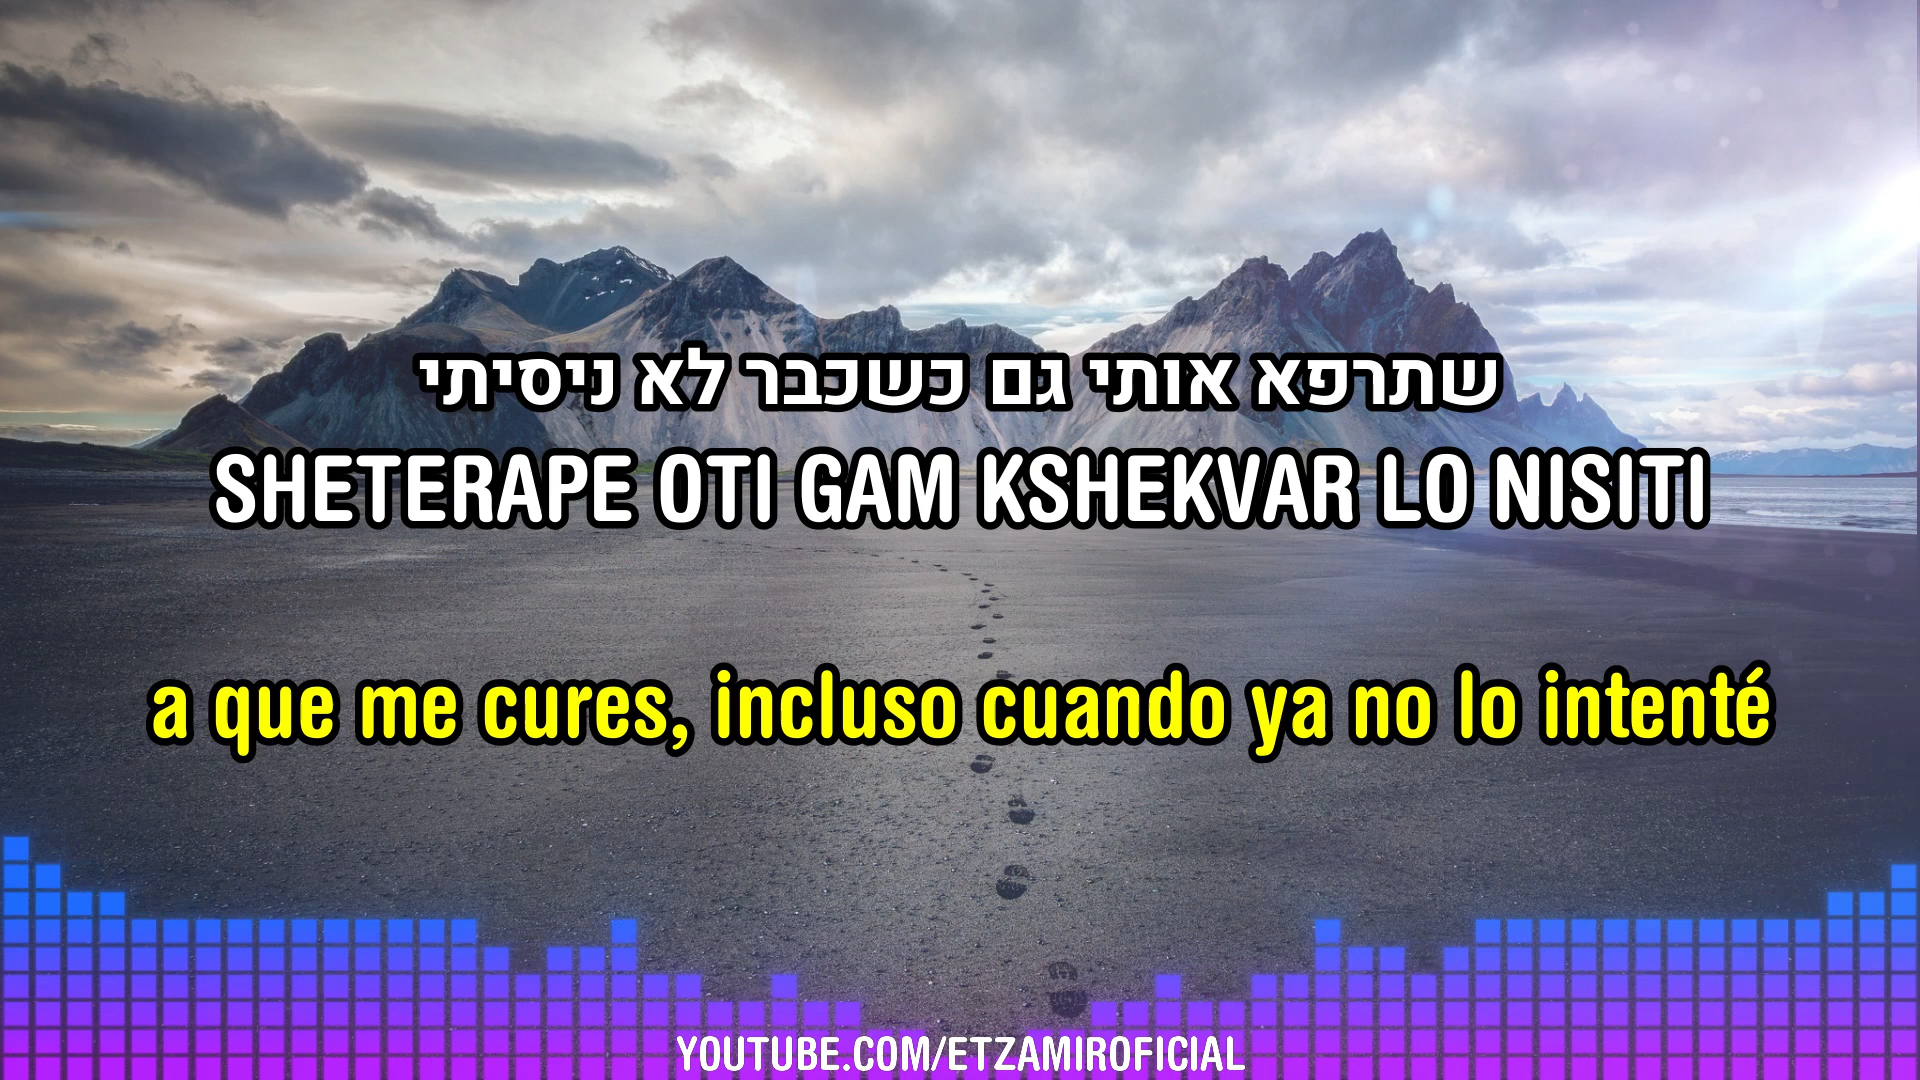 שתרפא אותי גם כשכבר לא ניסיתי
SHETERAPE OTI GAM KSHEKVAR LO NISITI
a que me cures, incluso cuando ya no lo intenté
YOUTUBE.COM/ETZAMIROFICIAL